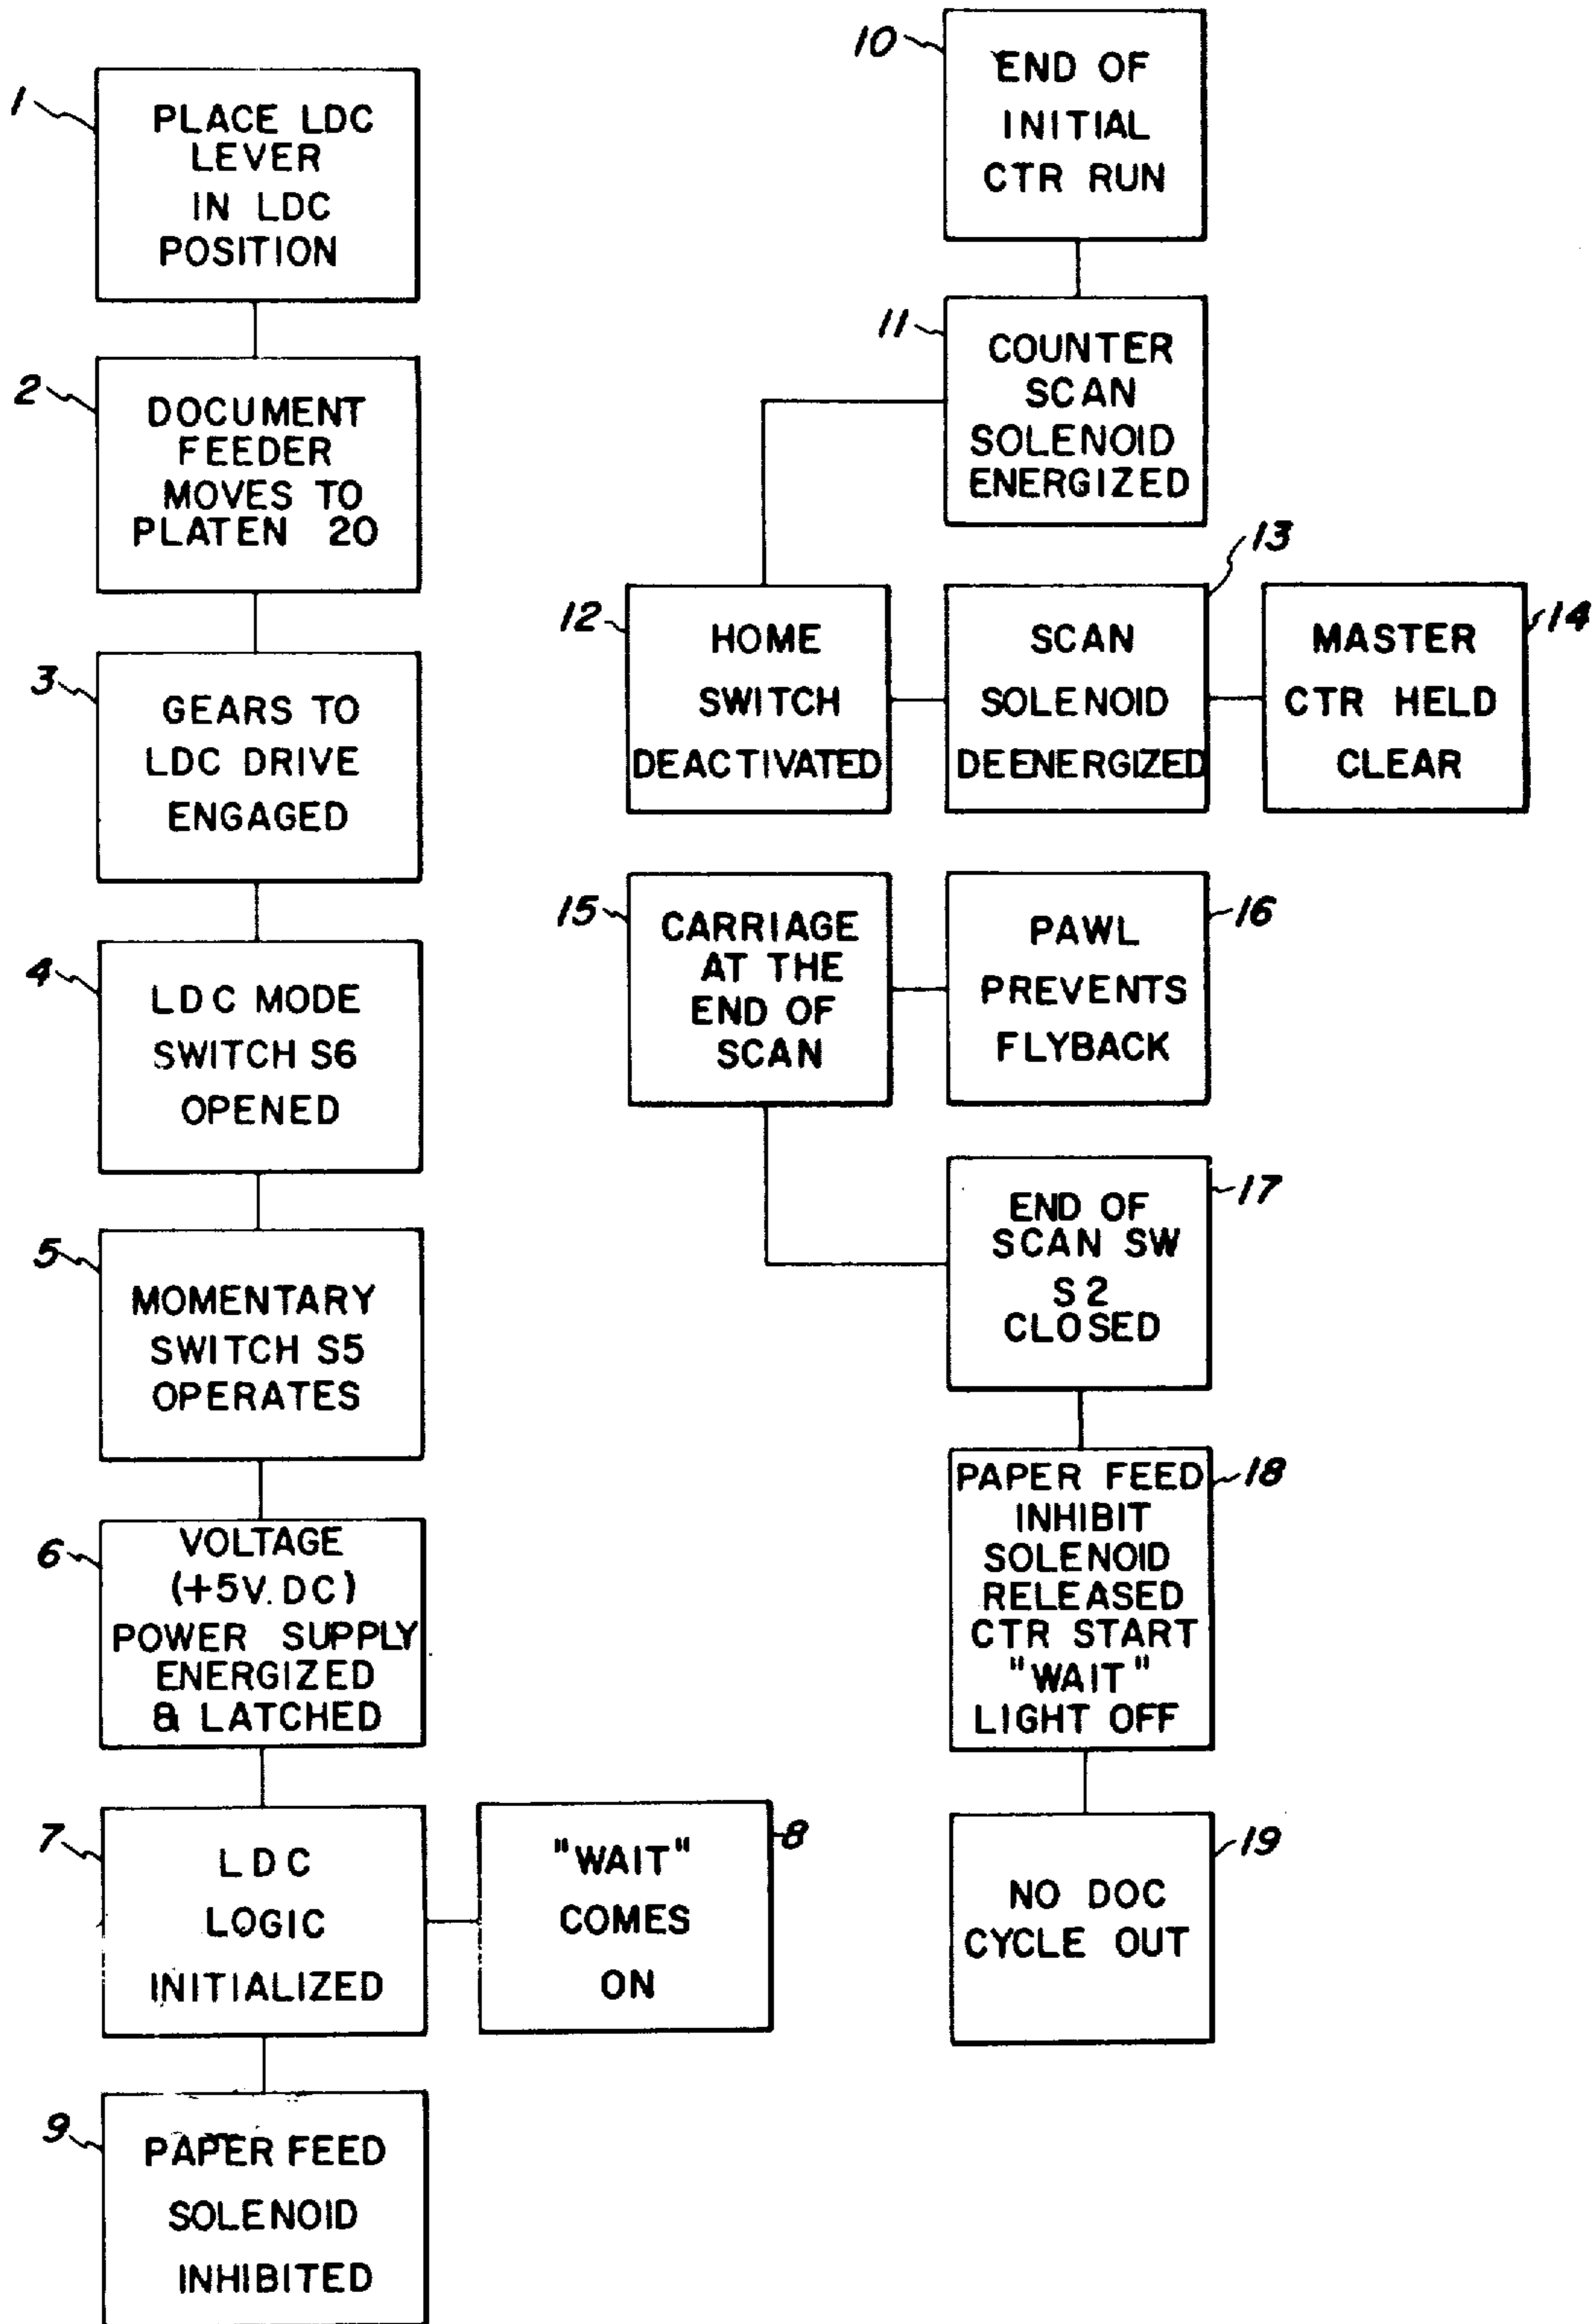 1
PLACE LDC
LEVER
IN LDC
POSITION
2
DOCUMENT
FEEDER
MOVES TO
PLATEN 20
3
GEARS TO
LDC DRIVE
ENGAGED
4
LDC MODE
SWITCH S6
OPENED
5
MOMENTARY
SWITCH S5
OPERATES
6
VOLTAGE
(+5V.DC)
POWER SUPPLY
ENERGIZED
& LATCHED
7
LDC
LOGIC
INITIALIZED
8
"WAIT"
COMES
ON
9
PAPER FEED
SOLENOID
INHIBITED
10
END OF
INITIAL
CTR RUN
11
COUNTER
SCAN
SOLENOID
ENERGIZED
12
HOME
SWITCH
DEACTIVATED
13
SCAN
SOLENOID
DEENERGIZED
14
MASTER
CTR HELD
CLEAR
15
CARRIAGE
AT THE
END OF
SCAN
16
PAWL
PREVENTS
FLYBACK
17
END OF
SCAN SW
S2
CLOSED
18
PAPER FEED
INHIBIT
SOLENOID
RELEASED
CTR START
"WAIT"
LIGHT OFF
19
NO DOC
CYCLE OUT